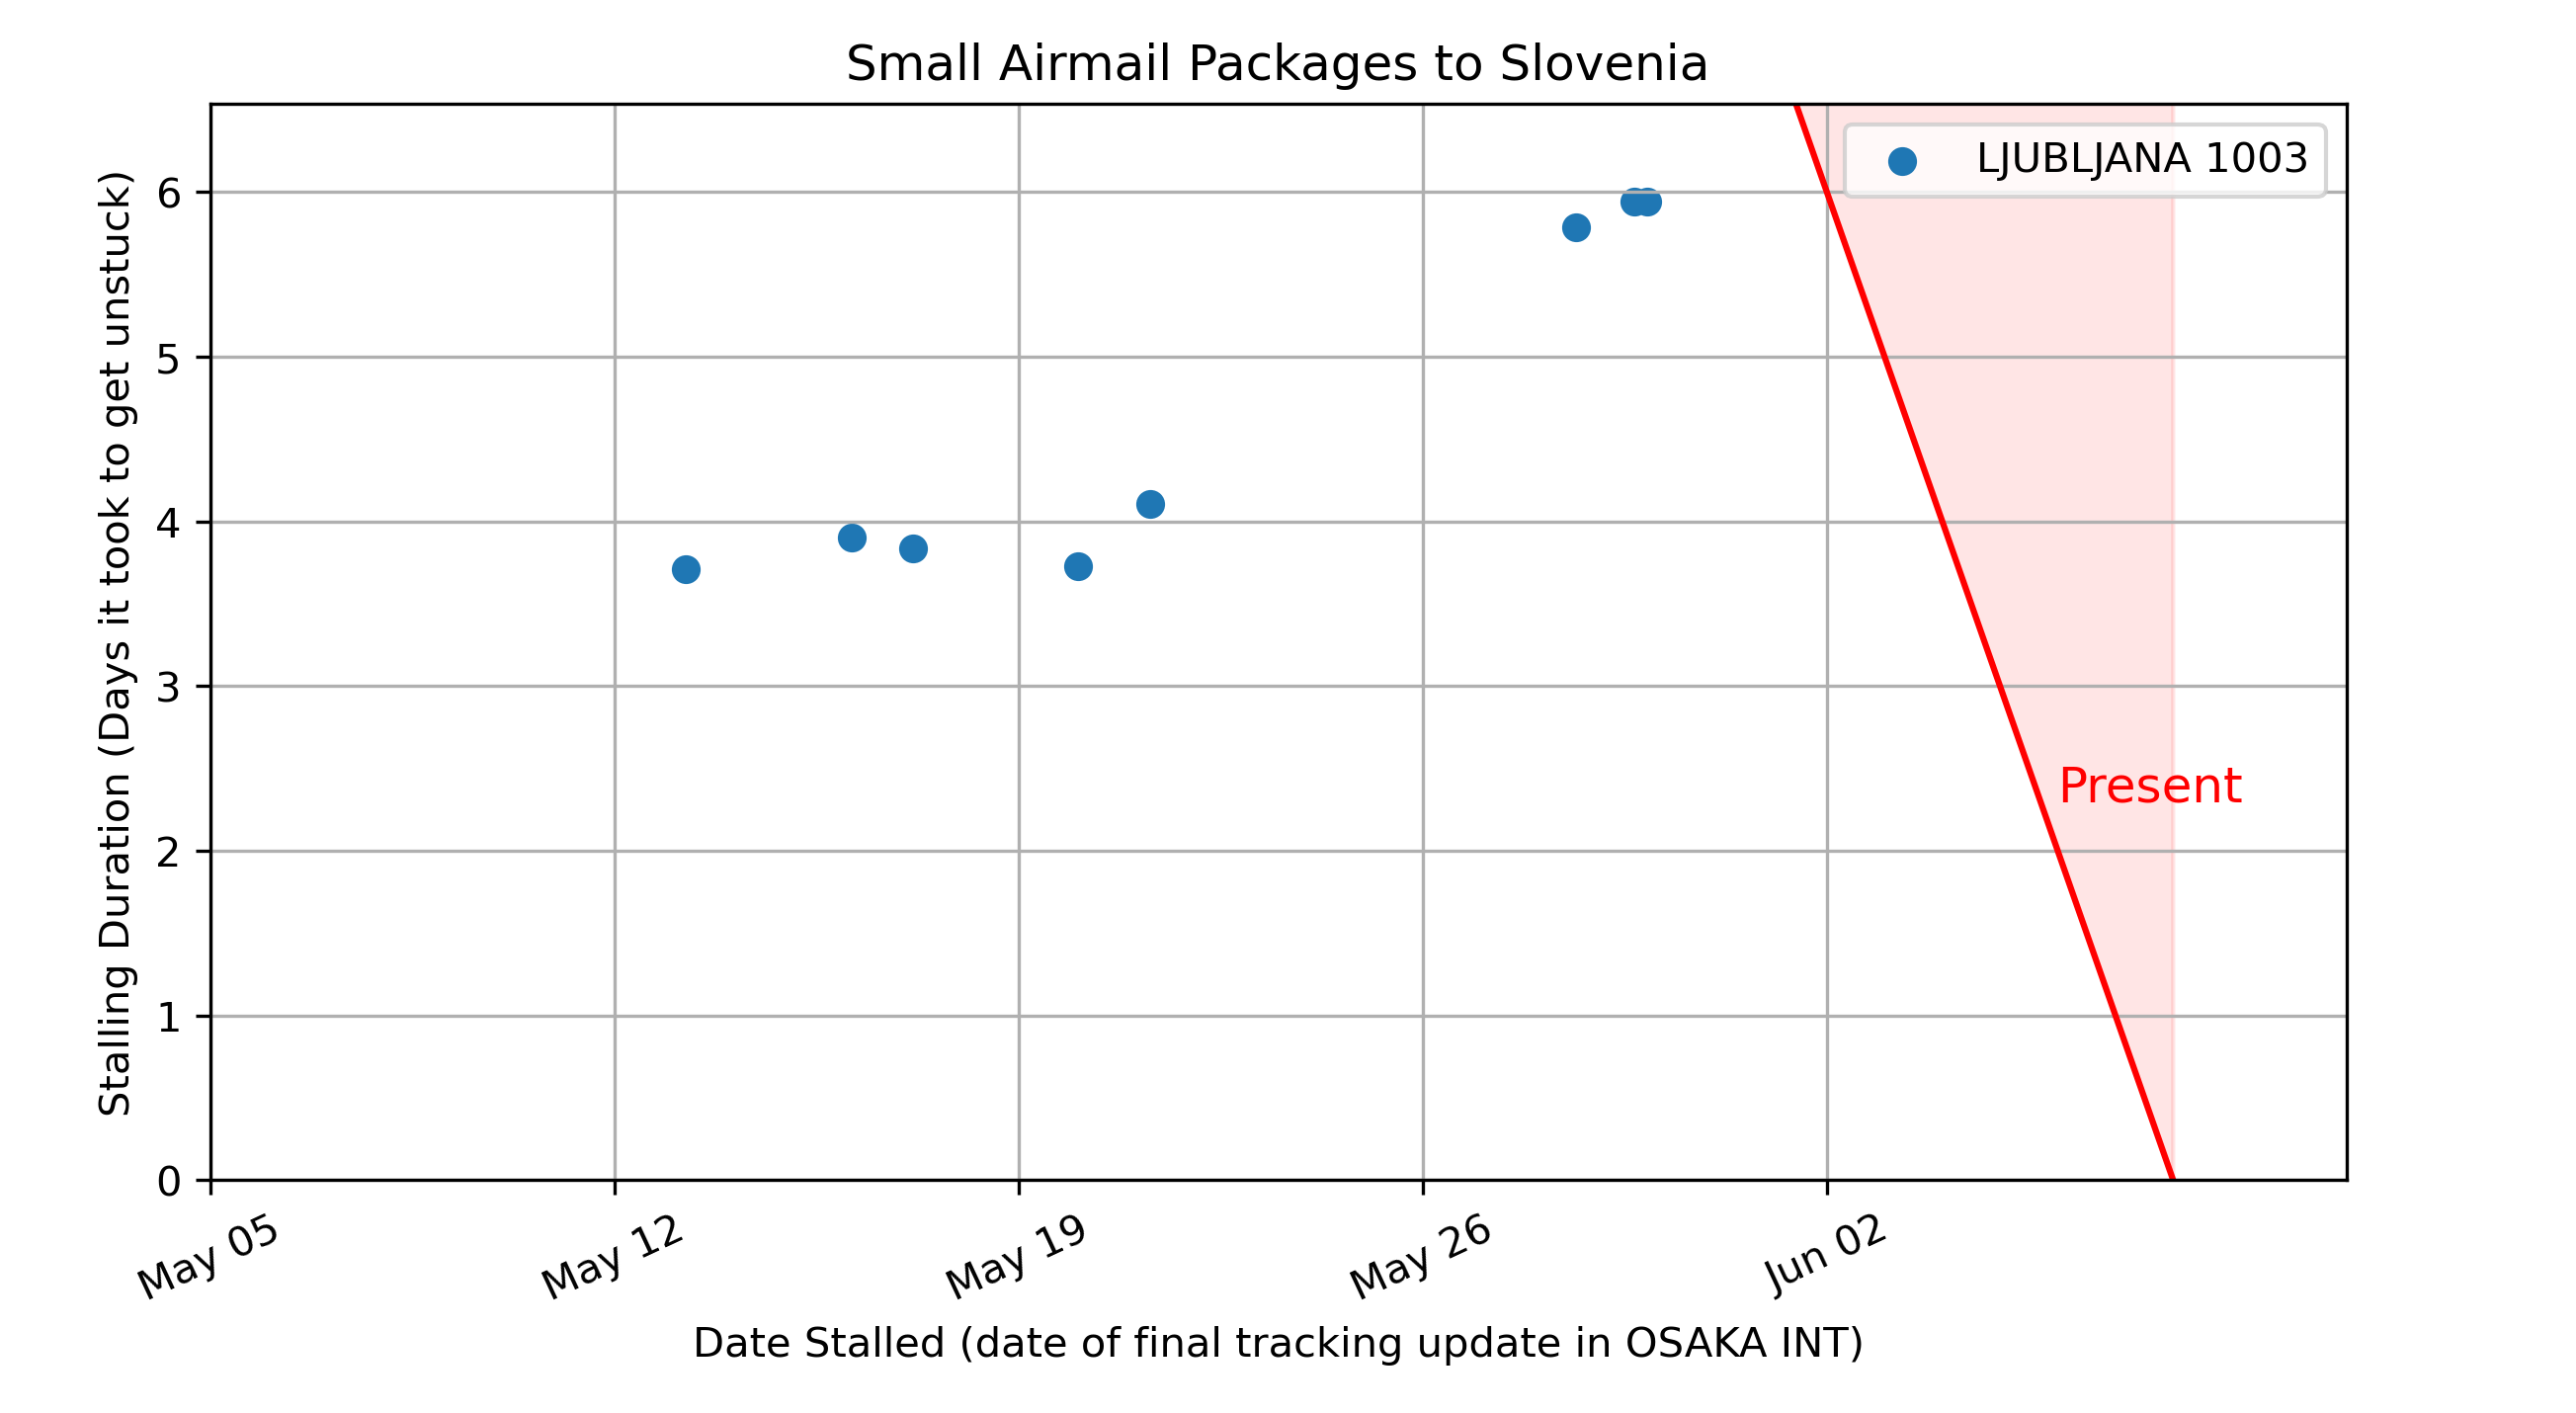 Small Airmail Packages to Slovenia
LJUBLJANA 1003
Stalling Duration (Days it took to get unstuck)
6
5
4
3
2
1
0
Present
May 05
May 12
May 19
May 26
Jun 02
Date Stalled (date of final tracking update in OSAKA INT)